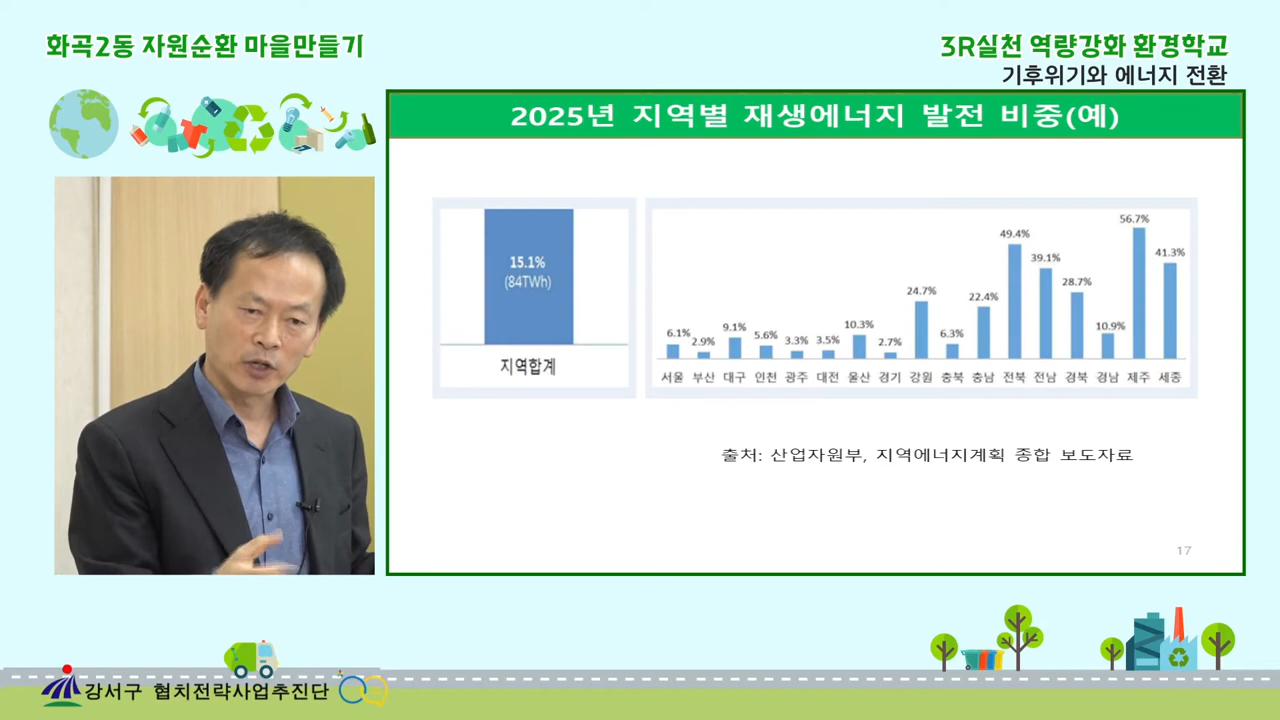 화곡2동 자원순환 마을만들기
3R실천 역량강화 환경학교
기후위기와 에너지 전환
2025년 지역별 재생에너지 발전 비중(예)
15.1%
(84TWh)
지역합계
6.1% 2.9% 9.1% 5.6% 3.3% 3.5% 10.3% 2.7% 24.7% 6.3% 22.4% 49.4% 39.1% 28.7% 10.9% 56.7% 41.3%
서울 부산 대구 인천 광주 대전 울산 경기 강원 충북 충남 전북 전남 경북 경남 제주 세종
출처: 산업자원부, 지역에너지계획 종합 보도자료
17
강서구 협치전략사업추진단